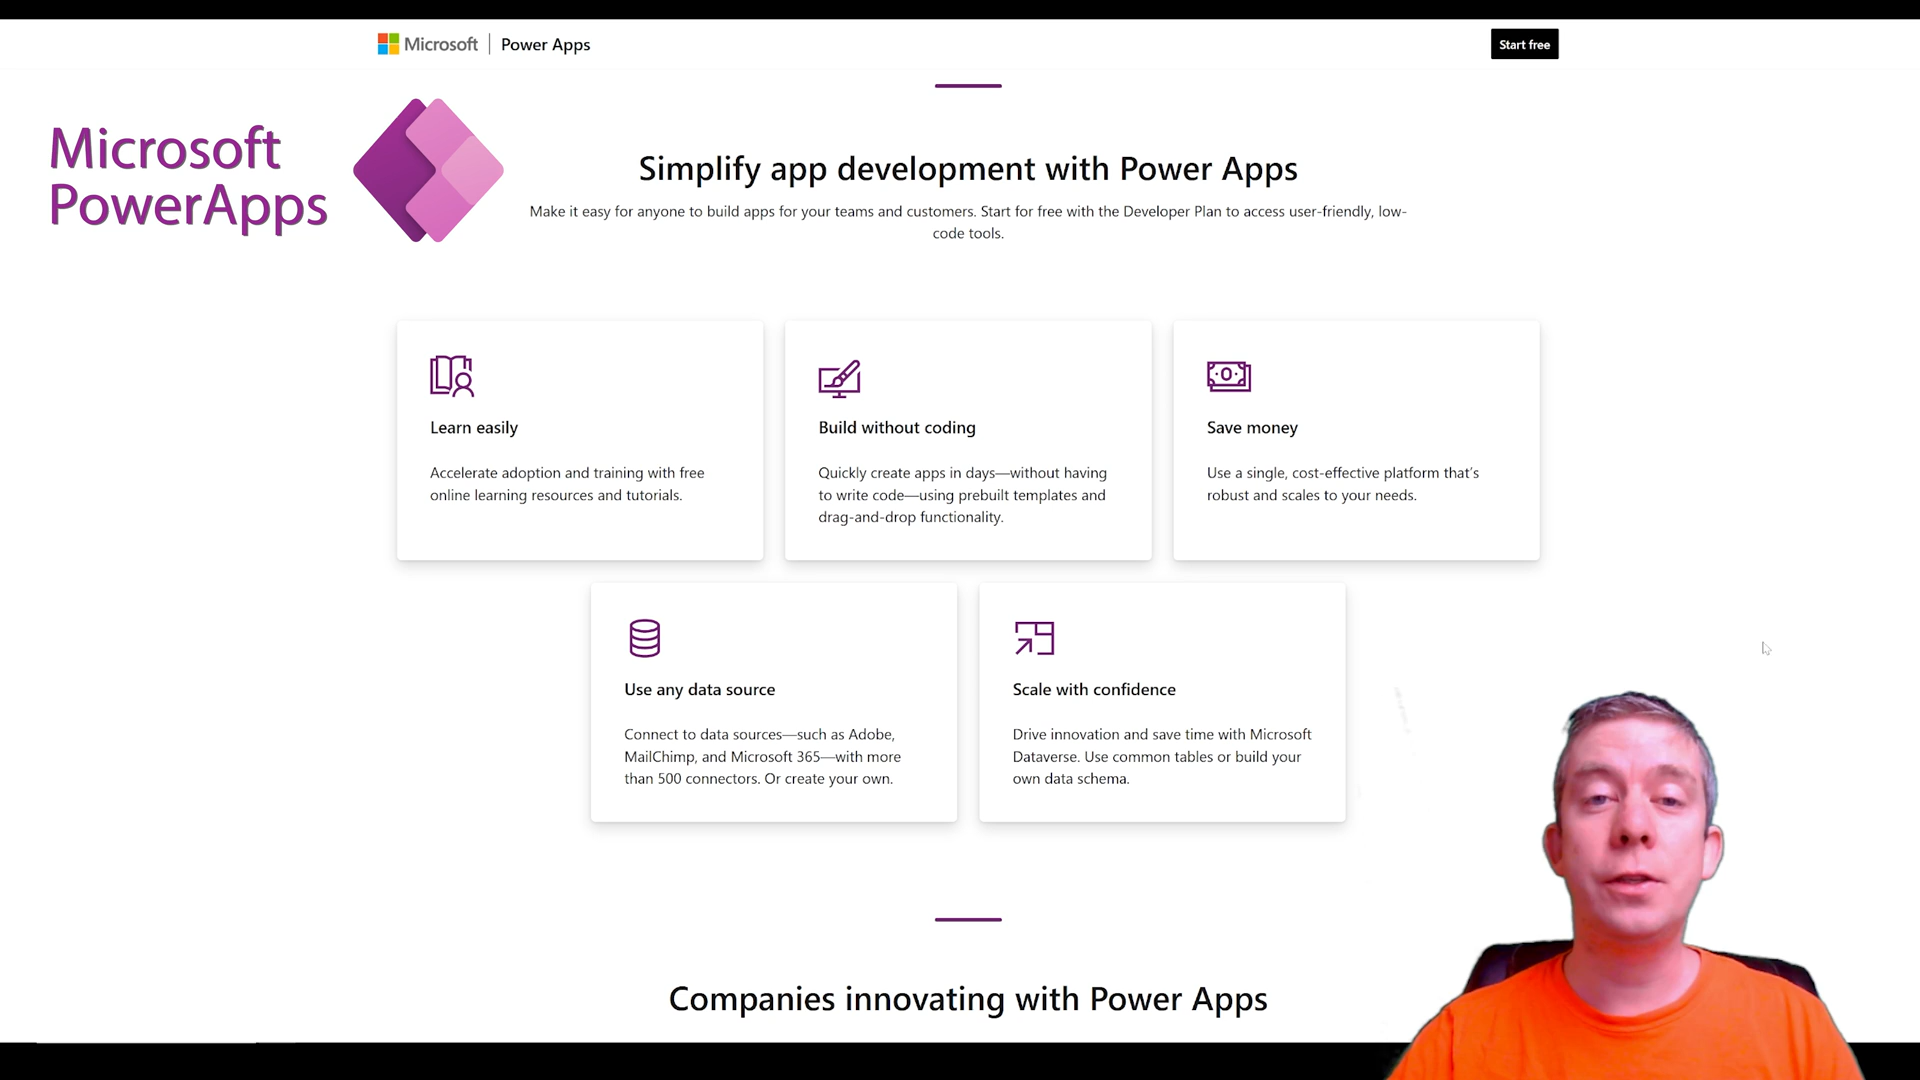 Microsoft | Power Apps
Start free
Microsoft
PowerApps
Simplify app development with Power Apps
Make it easy for anyone to build apps for your teams and customers. Start for free with the Developer Plan to access user-friendly, low-
code tools.
Learn easily
Accelerate adoption and training with free
online learning resources and tutorials.
Build without coding
Quickly create apps in days—without having
to write code—using prebuilt templates and
drag-and-drop functionality.
Save money
Use a single, cost-effective platform that's
robust and scales to your needs.
Use any data source
Connect to data sources—such as Adobe,
MailChimp, and Microsoft 365—with more
than 500 connectors. Or create your own.
Scale with confidence
Drive innovation and save time with Microsoft
Dataverse. Use common tables or build your
own data schema.
Companies innovating with Power Apps